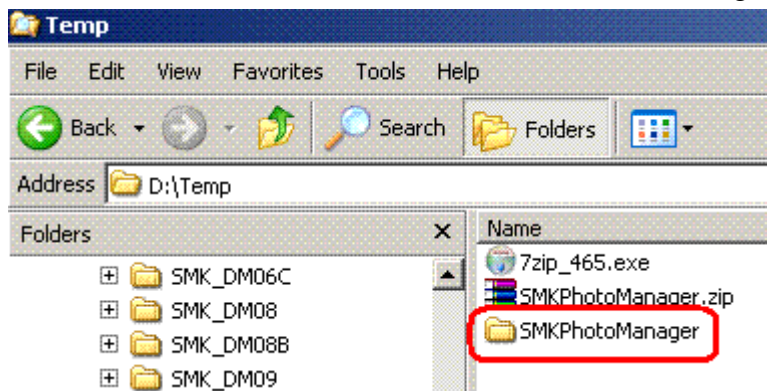 Temp
File Edit View Favorites Tools Help
Back Search Folders
Address D:\Temp
Folders
Name
SMK_DM06C
7zip_465.exe
SMK_DM08
SMKPhotoManager.zip
SMK_DM08B
SMKPhotoManager
SMK_DM09